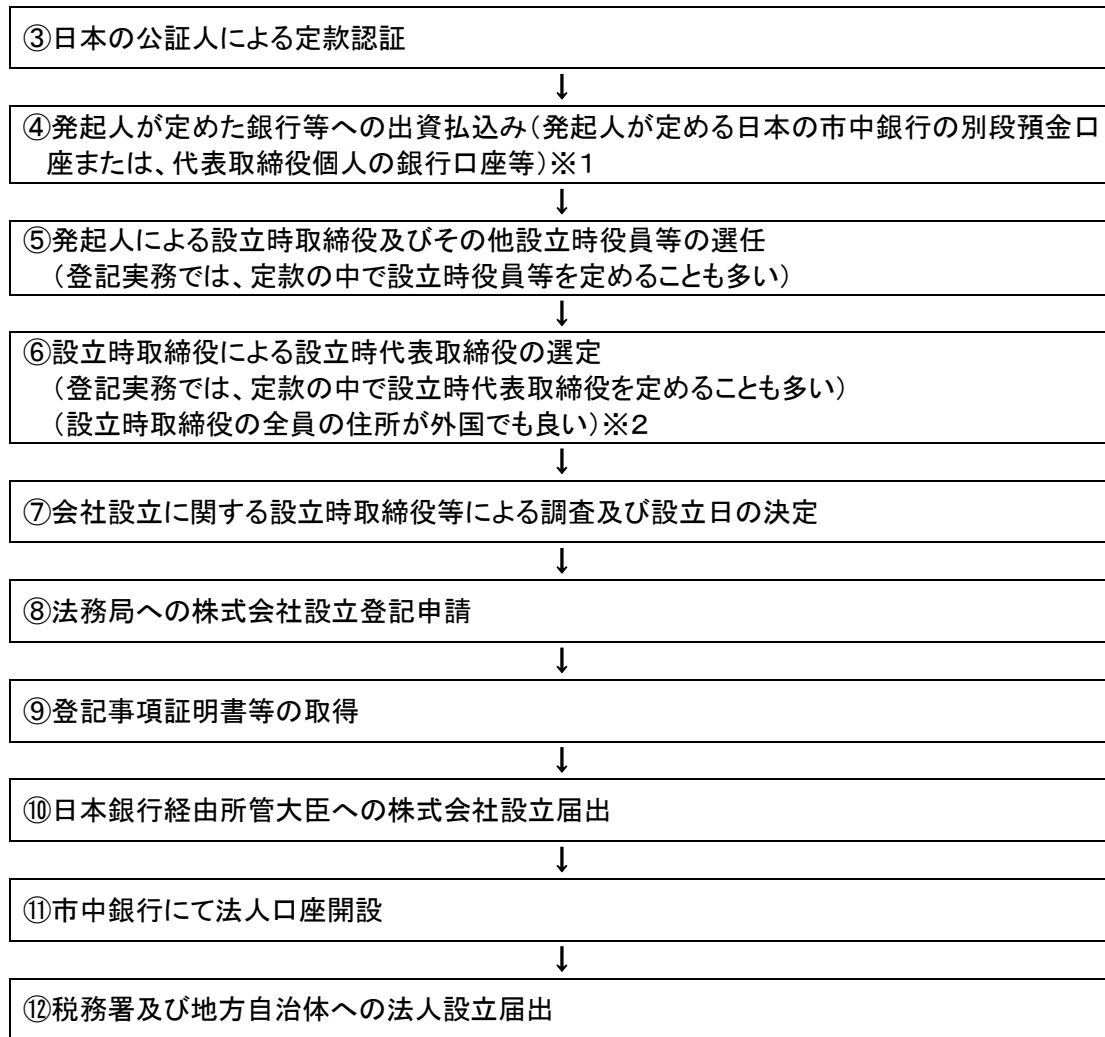 ③日本の公証人による定款認証
↓
④発起人が定めた銀行等への出資払込み(発起人が定める日本の市中銀行の別段預金口
座または、代表取締役個人の銀行口座等)※1
↓
⑤発起人による設立時取締役及びその他設立時役員等の選任
(登記実務では、定款の中で設立時役員等を定めることも多い)
↓
⑥設立時取締役による設立時代表取締役の選定
(登記実務では、定款の中で設立時代表取締役を定めることも多い)
(設立時取締役の全員の住所が外国でも良い)※2
↓
⑦会社設立に関する設立時取締役等による調査及び設立日の決定
↓
⑧法務局への株式会社設立登記申請
↓
⑨登記事項証明書等の取得
↓
⑩日本銀行経由所管大臣への株式会社設立届出
↓
⑪市中銀行にて法人口座開設
↓
⑫税務署及び地方自治体への法人設立届出